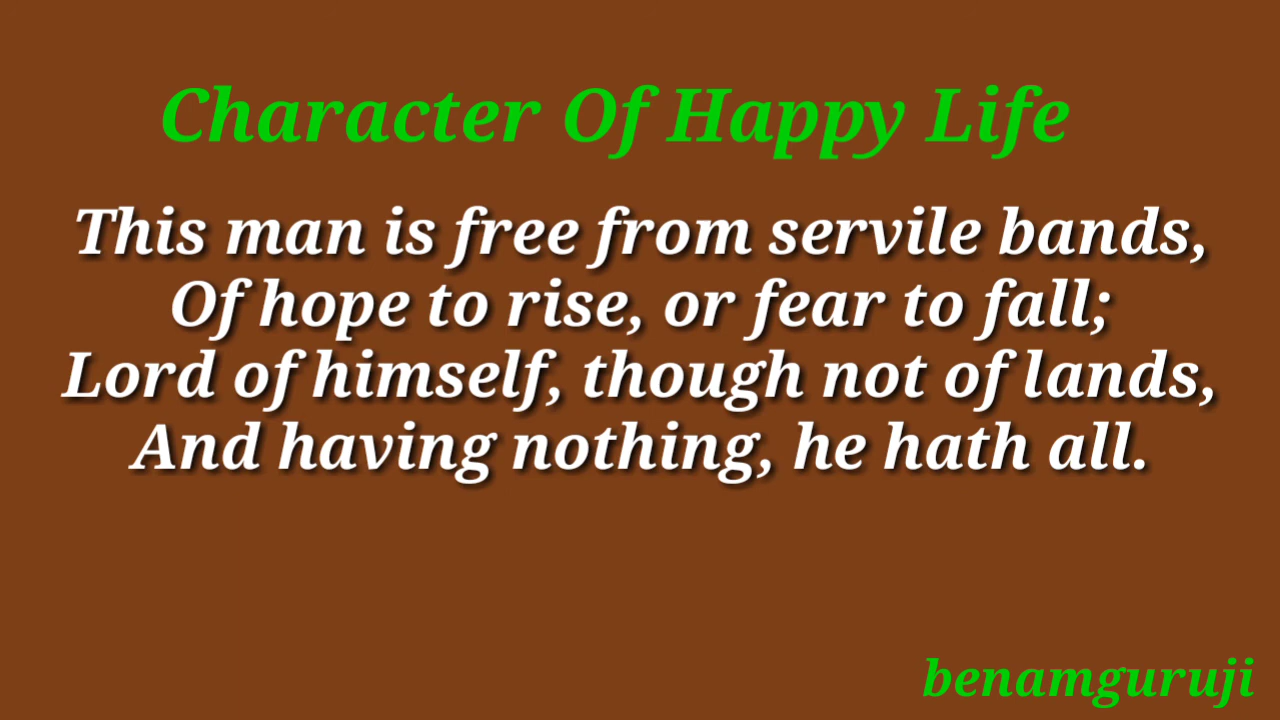 Character Of Happy Life
This man is free from servile bands,
Of hope to rise, or fear to fall;
Lord of himself, though not of lands,
And having nothing, he hath all.
benamguruji